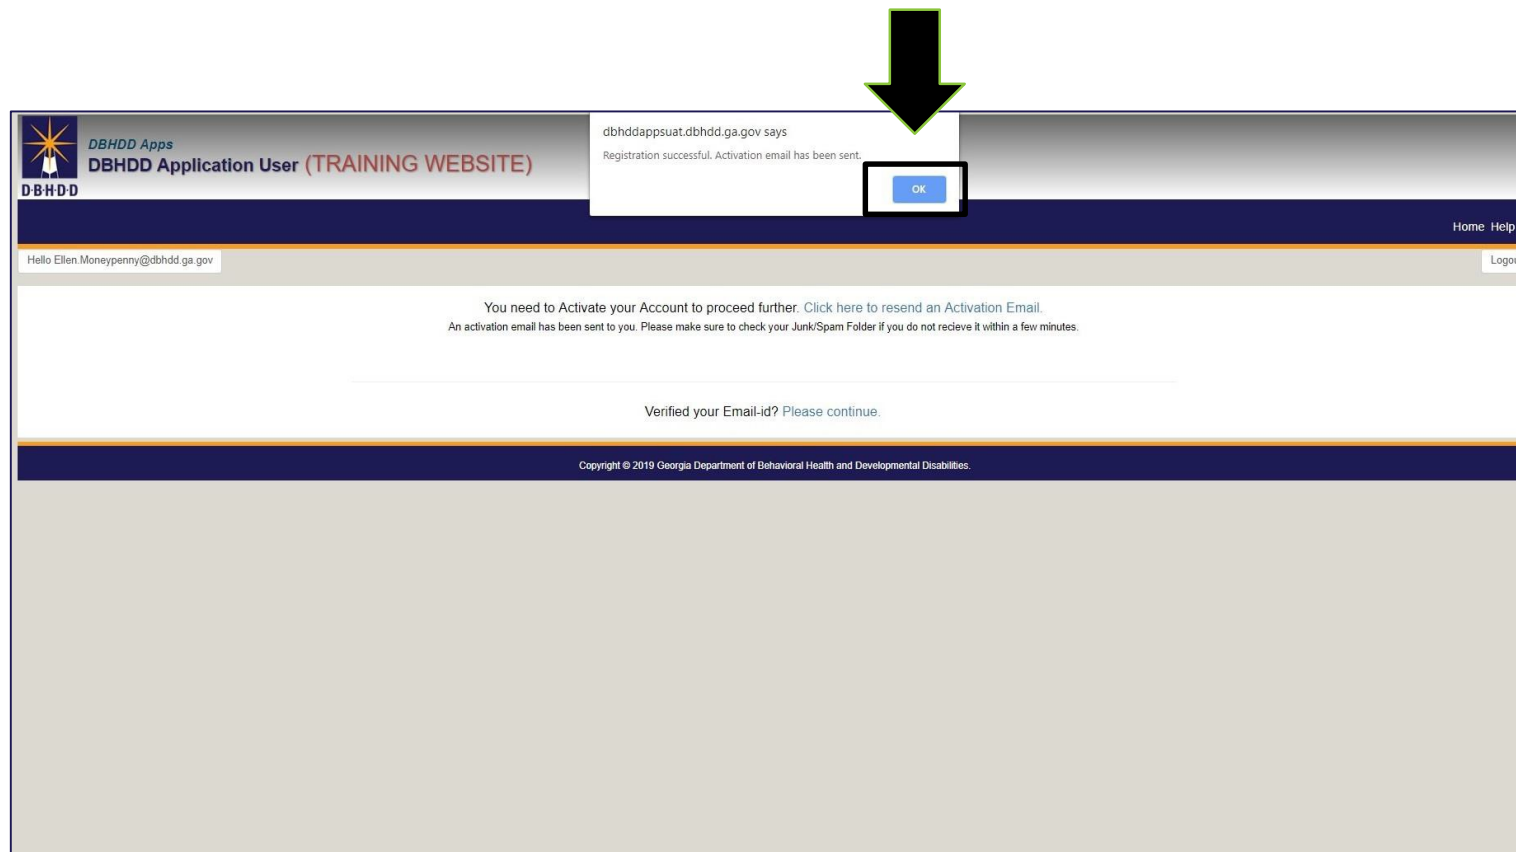 DBHDD Apps
DBHDD Application User (TRAINING WEBSITE)
D·B·H·D·D
dbhddappsuat.dbhdd.ga.gov says
Registration successful. Activation email has been sent.
OK
Home Help
Hello Ellen.Moneypenny@dbhdd.ga.gov
Logou
You need to Activate your Account to proceed further. Click here to resend an Activation Email.
An activation email has been sent to you. Please make sure to check your Junk/Spam Folder if you do not recieve it within a few minutes.
Verified your Email-id? Please continue.
Copyright © 2019 Georgia Department of Behavioral Health and Developmental Disabilities.